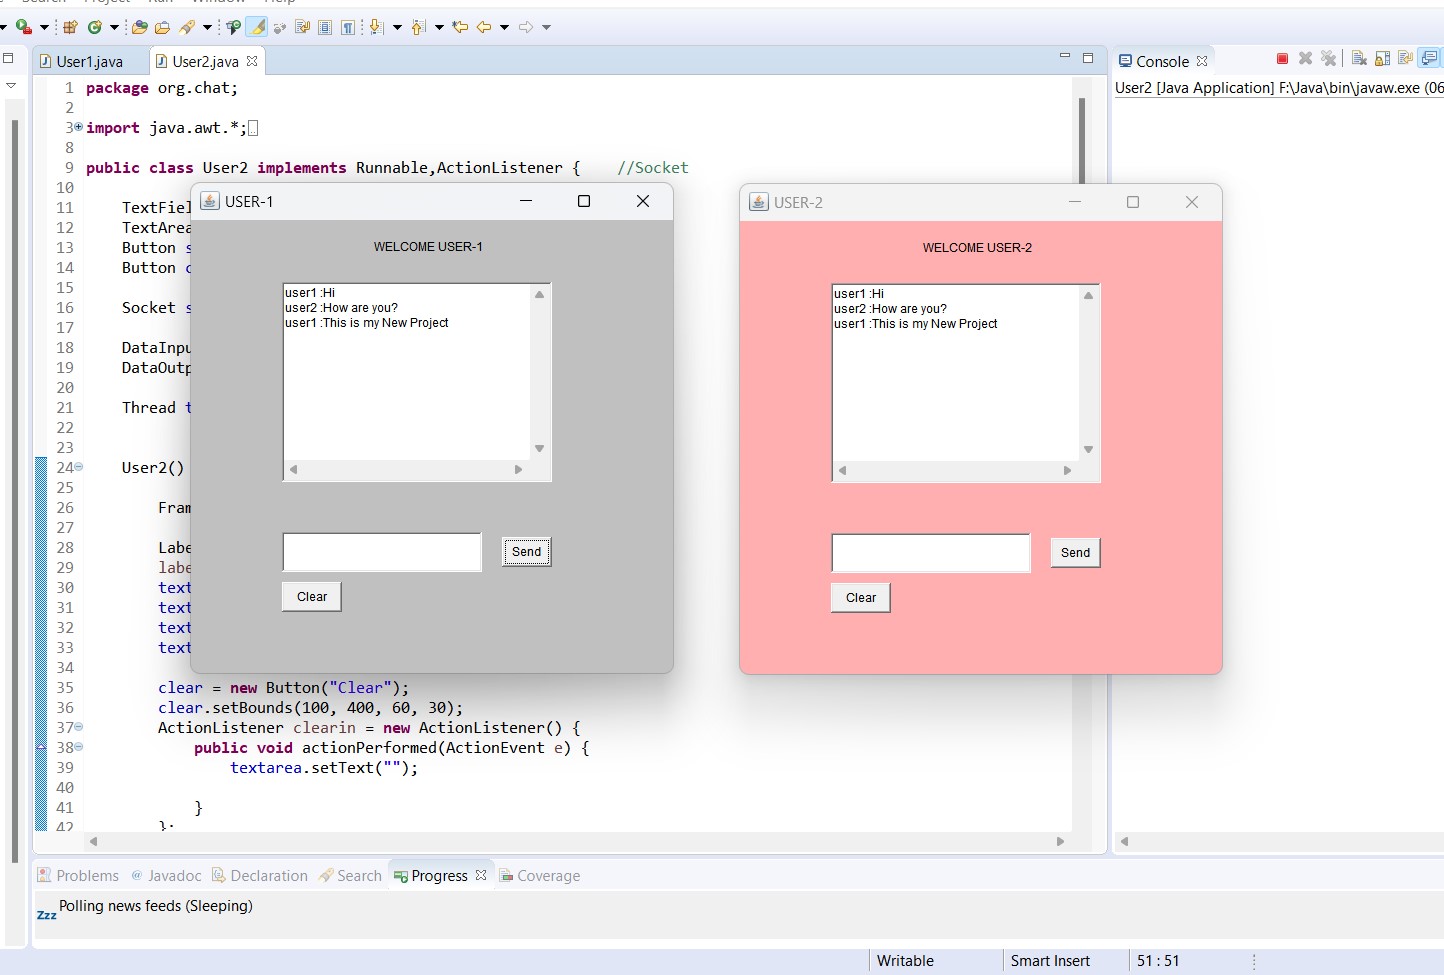 Search Project Run Window Help
User1.java
User2.java
1 package org.chat;
2
3 import java.awt.*;
8
9 public class User2 implements Runnable,ActionListener { //Socket
10
11 TextFiel
12 TextArea
13 Button s
14 Button c
15
16 Socket s
17
18 DataInpu
19 DataOutp
20
21 Thread t
22
23
24 User2()
25
26 Fram
27
28 Labe
29 labe
30 text
31 text
32 text
33 text
34
35 clear = new Button("Clear");
36 clear.setBounds(100, 400, 60, 30);
37 ActionListener clearin = new ActionListener() {
38 public void actionPerformed(ActionEvent e) {
39 textarea.setText("");
40
41 }
42 };
USER-1
WELCOME USER-1
user1 :Hi
user2 :How are you?
user1 :This is my New Project
Send
Clear
USER-2
WELCOME USER-2
user1 :Hi
user2 :How are you?
user1 :This is my New Project
Send
Clear
Console
User2 [Java Application] F:\Java\bin\javaw.exe (06
Problems @ Javadoc Declaration Search Progress Coverage
Zzz Polling news feeds (Sleeping)
Writable Smart Insert 51 : 51